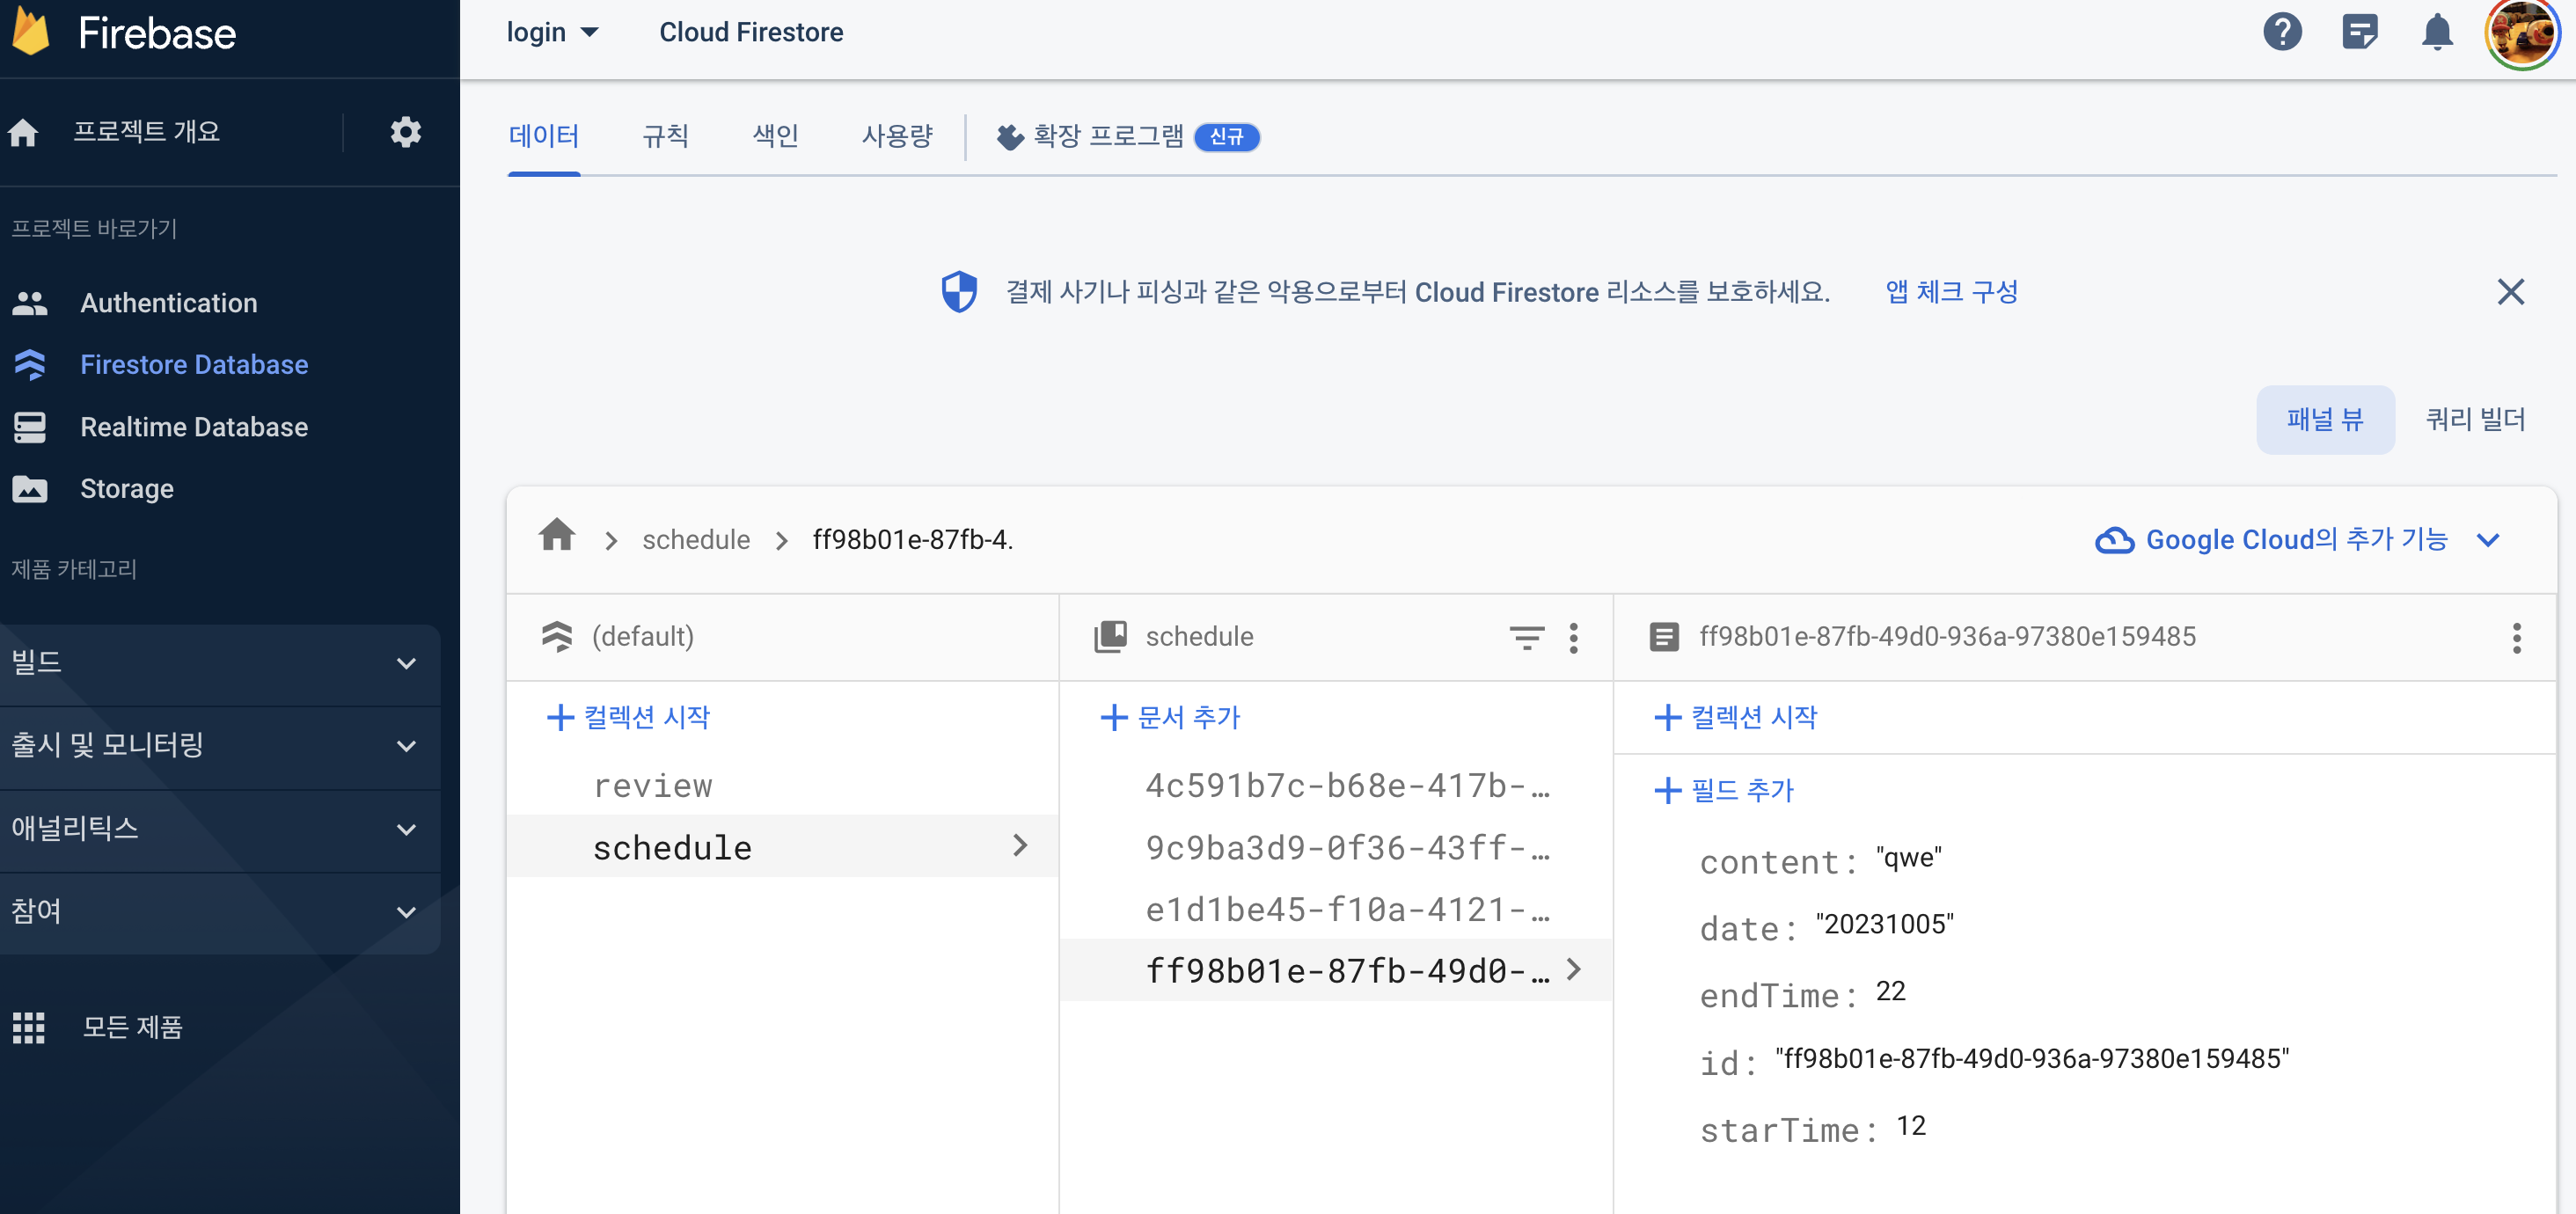 Firebase
login
Cloud Firestore
프로젝트 개요
데이터 규칙 색인 사용량 확장 프로그램 신규
프로젝트 바로가기
Authentication
Firestore Database
Realtime Database
Storage
제품 카테고리
빌드
출시 및 모니터링
애널리틱스
참여
모든 제품
결제 사기나 피싱과 같은 악용으로부터 Cloud Firestore 리소스를 보호하세요. 앱 체크 구성
패널 뷰 쿼리 빌더
schedule ff98b01e-87fb-4.
Google Cloud의 추가 기능
(default)
컬렉션 시작
review
schedule
schedule
문서 추가
4c591b7c-b68e-417b-…
9c9ba3d9-0f36-43ff-…
e1d1be45-f10a-4121-…
ff98b01e-87fb-49d0-…
ff98b01e-87fb-49d0-936a-97380e159485
컬렉션 시작
필드 추가
content: "qwe"
date: "20231005"
endTime: 22
id: "ff98b01e-87fb-49d0-936a-97380e159485"
starTime: 12